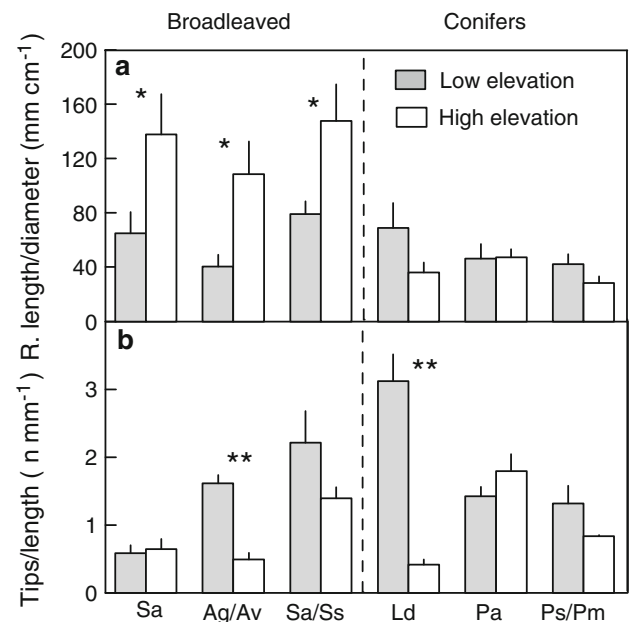 Broadleaved Conifers
R. length/diameter (mm cm⁻¹)
200
160
120
80
40
0
a
* * *
Low elevation
High elevation
Tips/length ( n mm⁻¹)
3
2
1
0
b
** **
Sa Ag/Av Sa/Ss Ld Pa Ps/Pm